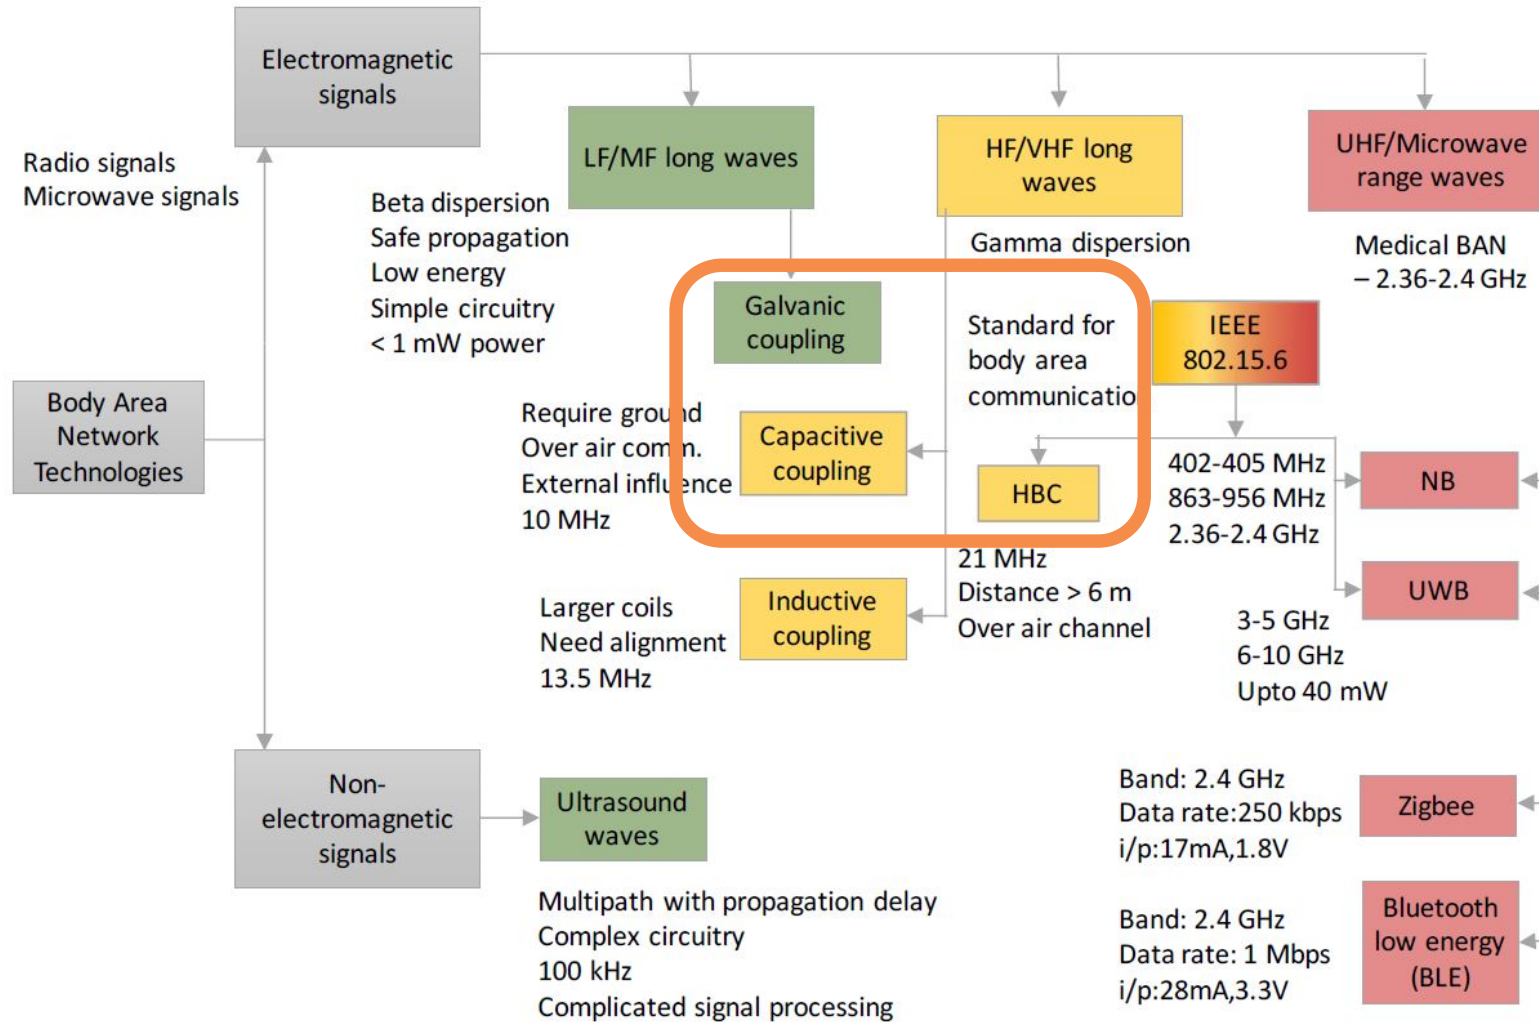 Electromagnetic
signals
Radio signals
Microwave signals
LF/MF long waves
HF/VHF long
waves
UHF/Microwave
range waves
Beta dispersion
Safe propagation
Low energy
Simple circuitry
< 1 mW power
Gamma dispersion
Medical BAN
– 2.36-2.4 GHz
Galvanic
coupling
Standard for
body area
communicatio
IEEE
802.15.6
Body Area
Network
Technologies
Require ground
Over air comm.
External influence
10 MHz
Capacitive
coupling
HBC
402-405 MHz
863-956 MHz
2.36-2.4 GHz
NB
21 MHz
Distance > 6 m
Over air channel
Larger coils
Need alignment
13.5 MHz
Inductive
coupling
UWB
3-5 GHz
6-10 GHz
Upto 40 mW
Non-
electromagnetic
signals
Ultrasound
waves
Multipath with propagation delay
Complex circuitry
100 kHz
Complicated signal processing
Band: 2.4 GHz
Data rate:250 kbps
i/p:17mA,1.8V
Zigbee
Band: 2.4 GHz
Data rate: 1 Mbps
i/p:28mA,3.3V
Bluetooth
low energy
(BLE)